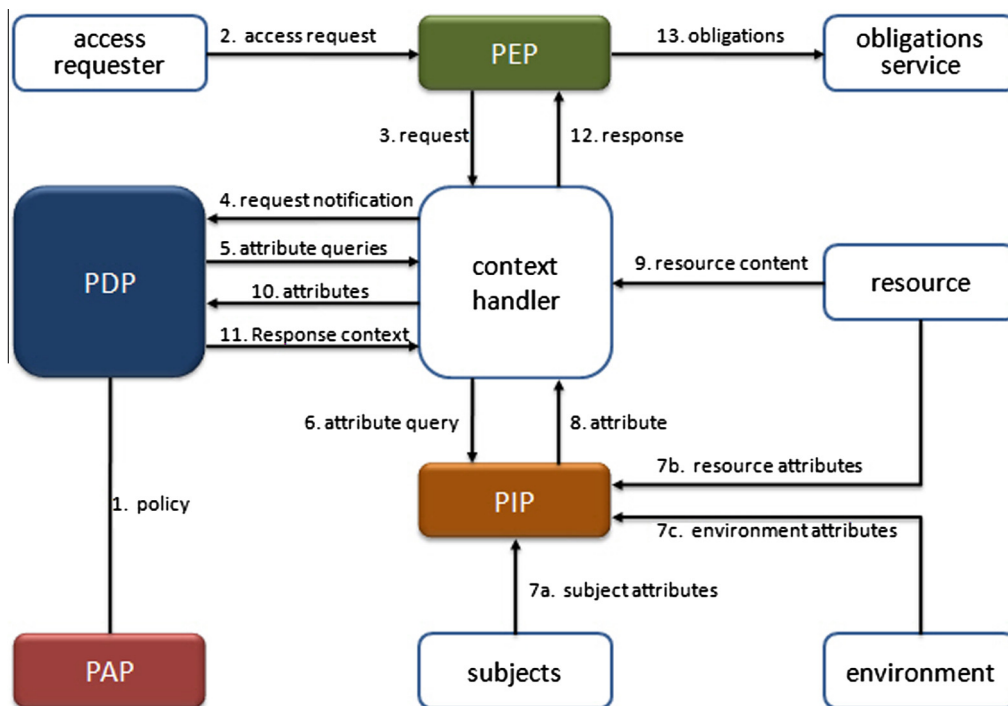 access
requester
2. access request
PEP
13. obligations
obligations
service
3. request
12. response
PDP
4. request notification
5. attribute queries
10. attributes
11. Response context
context
handler
9. resource content
resource
6. attribute query
8. attribute
7b. resource attributes
1. policy
PIP
7c. environment attributes
7a. subject attributes
PAP
subjects
environment